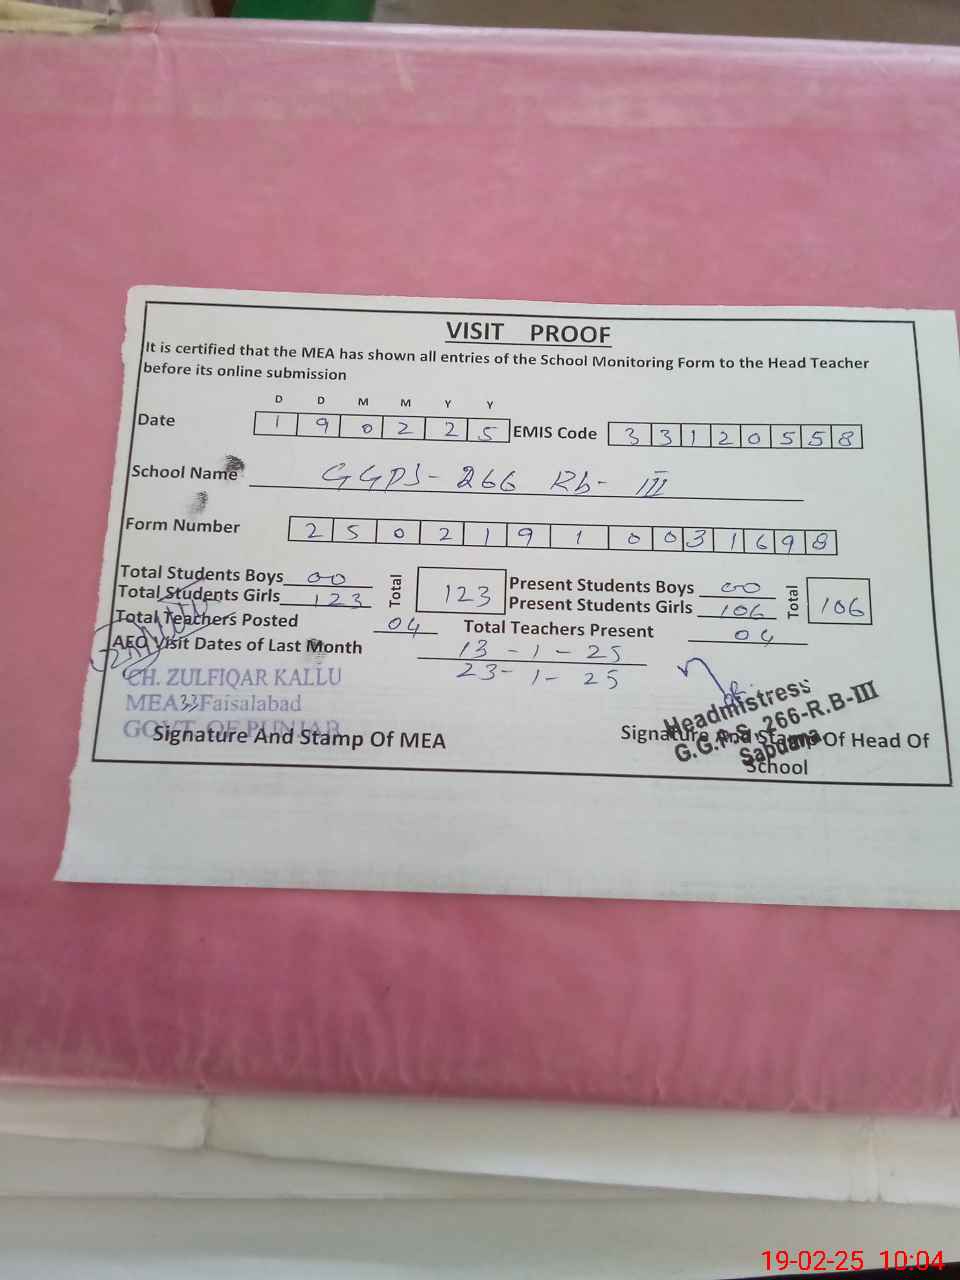 VISIT PROOF
It is certified that the MEA has shown all entries of the School Monitoring Form to the Head Teacher
before its online submission
D D M M Y Y
Date 1 9 0 2 2 5 EMIS Code 3 3 1 2 0 5 5 8
School Name GGPS - 266 Rb - III
Form Number 2 5 0 2 1 9 1 0 0 3 1 6 9 8
Total Students Boys 00 Total 123 Present Students Boys 00 Total 106
Total Students Girls 123 Present Students Girls 106
Total Teachers Posted 04 Total Teachers Present 04
AEO Visit Dates of Last Month 13 - 1 - 25
23 - 1 - 25
CH. ZULFIQAR KALLU
MEA 33 Faisalabad
GOVT. OF PUNJAB
Signature And Stamp Of MEA
Headmistress
G.G.P.S. 266-R.B-III
Signature And Stamp Of Head Of
School
19-02-25 10:04